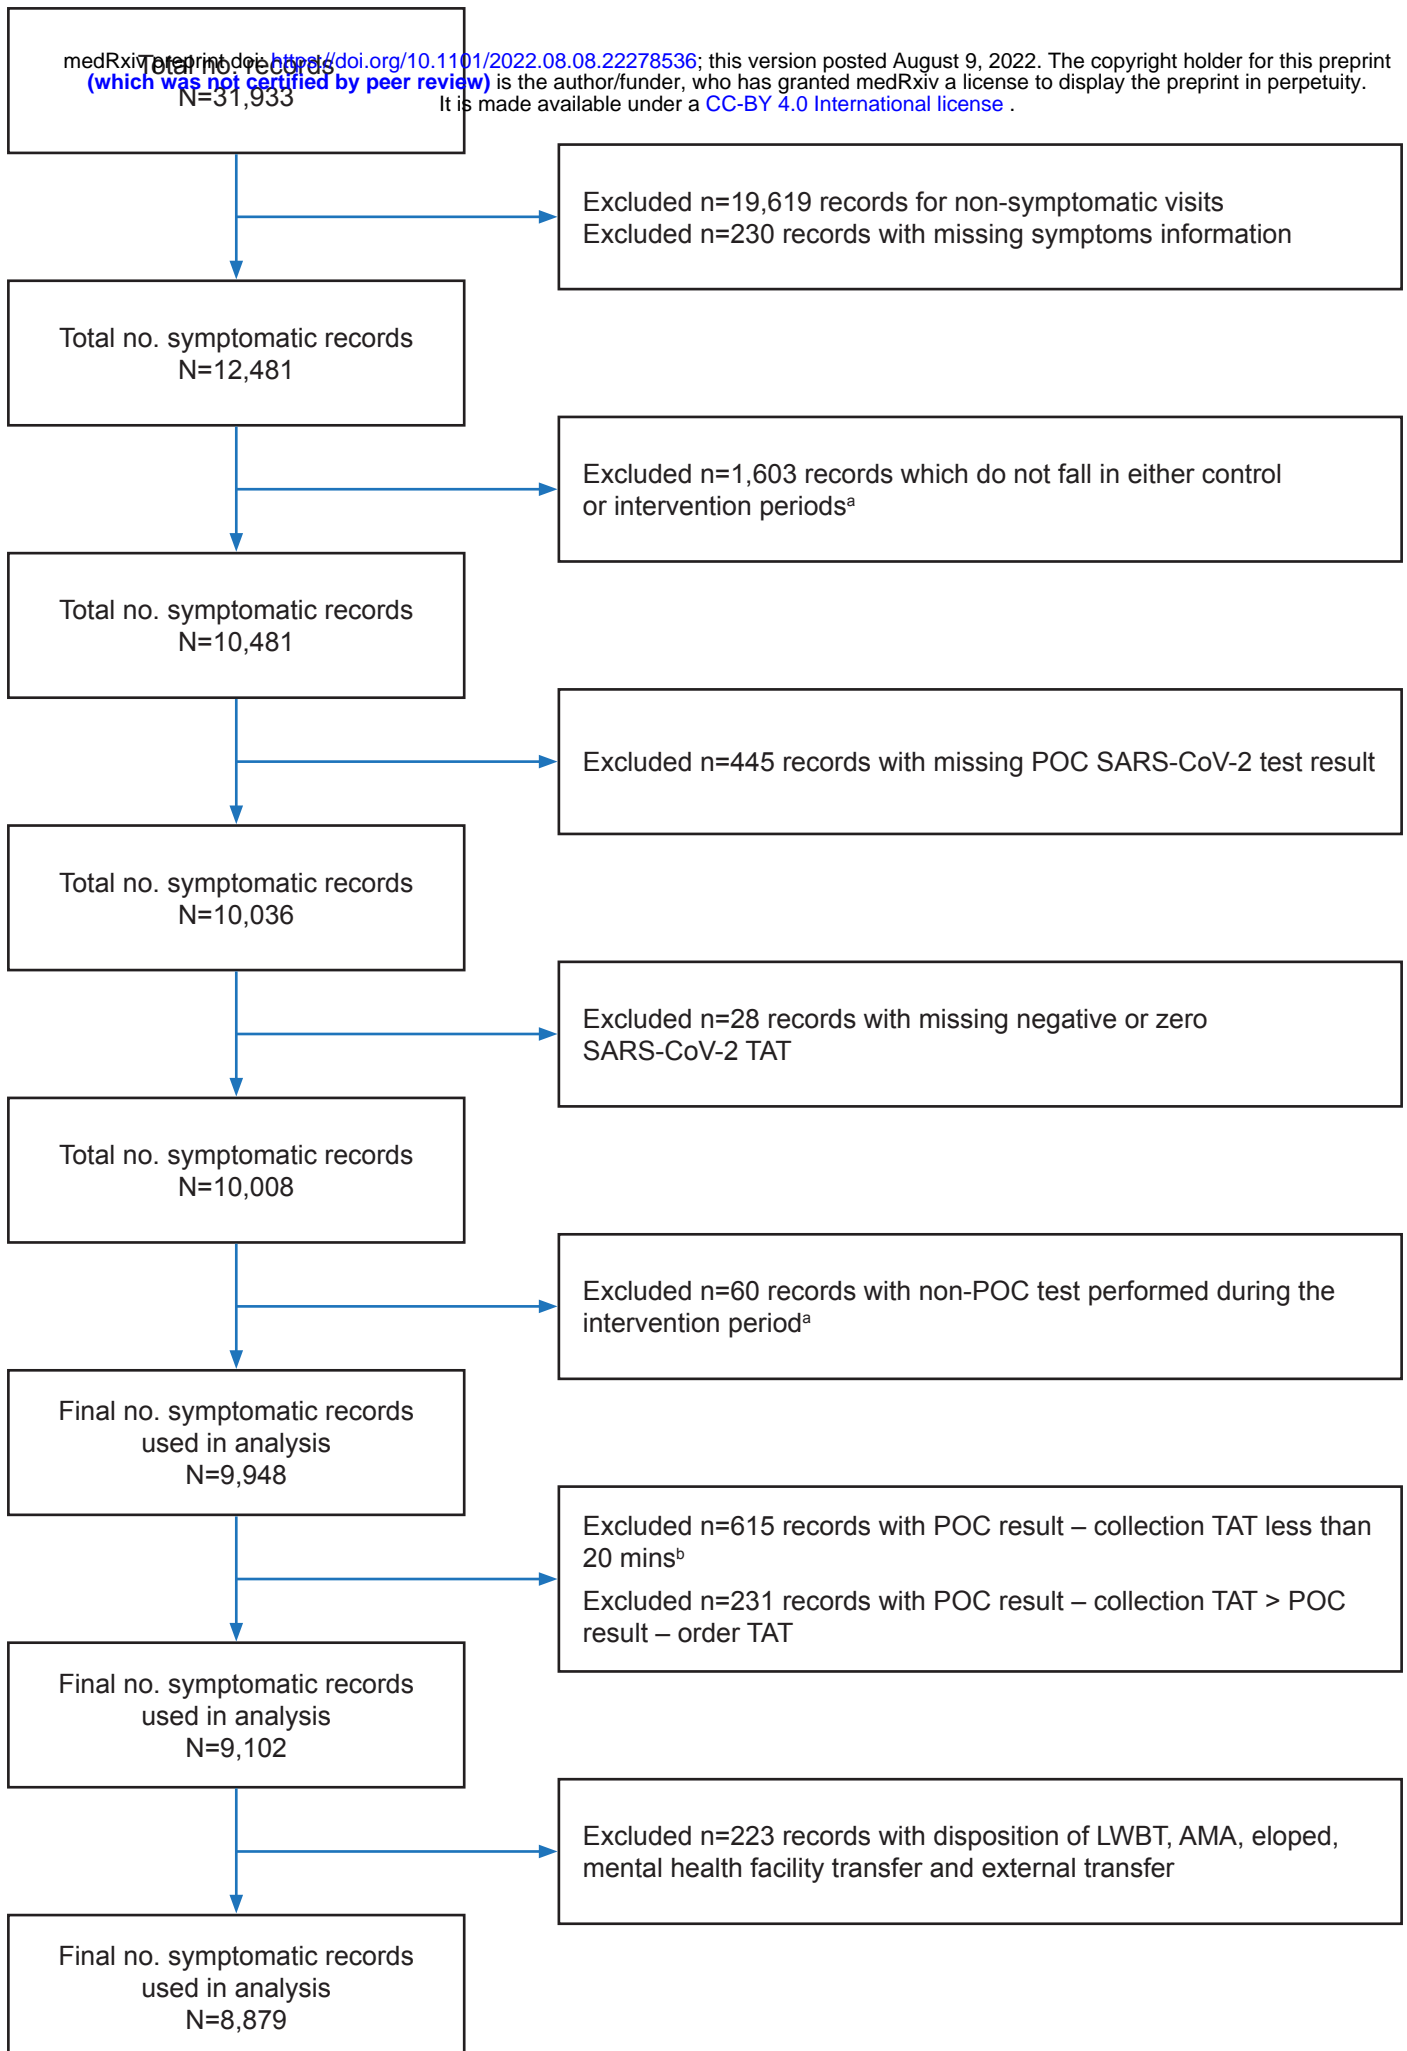 medRxiv preprint doi: https://doi.org/10.1101/2022.08.08.22278536; this version posted August 9, 2022. The copyright holder for this preprint
(which was not certified by peer review) is the author/funder, who has granted medRxiv a license to display the preprint in perpetuity.
It is made available under a CC-BY 4.0 International license .
Total no. records
N=31,933
Excluded n=19,619 records for non-symptomatic visits
Excluded n=230 records with missing symptoms information
Total no. symptomatic records
N=12,481
Excluded n=1,603 records which do not fall in either control
or intervention periodsᵃ
Total no. symptomatic records
N=10,481
Excluded n=445 records with missing POC SARS-CoV-2 test result
Total no. symptomatic records
N=10,036
Excluded n=28 records with missing negative or zero
SARS-CoV-2 TAT
Total no. symptomatic records
N=10,008
Excluded n=60 records with non-POC test performed during the
intervention periodᵃ
Final no. symptomatic records
used in analysis
N=9,948
Excluded n=615 records with POC result – collection TAT less than
20 minsᵇ
Excluded n=231 records with POC result – collection TAT > POC
result – order TAT
Final no. symptomatic records
used in analysis
N=9,102
Excluded n=223 records with disposition of LWBT, AMA, eloped,
mental health facility transfer and external transfer
Final no. symptomatic records
used in analysis
N=8,879